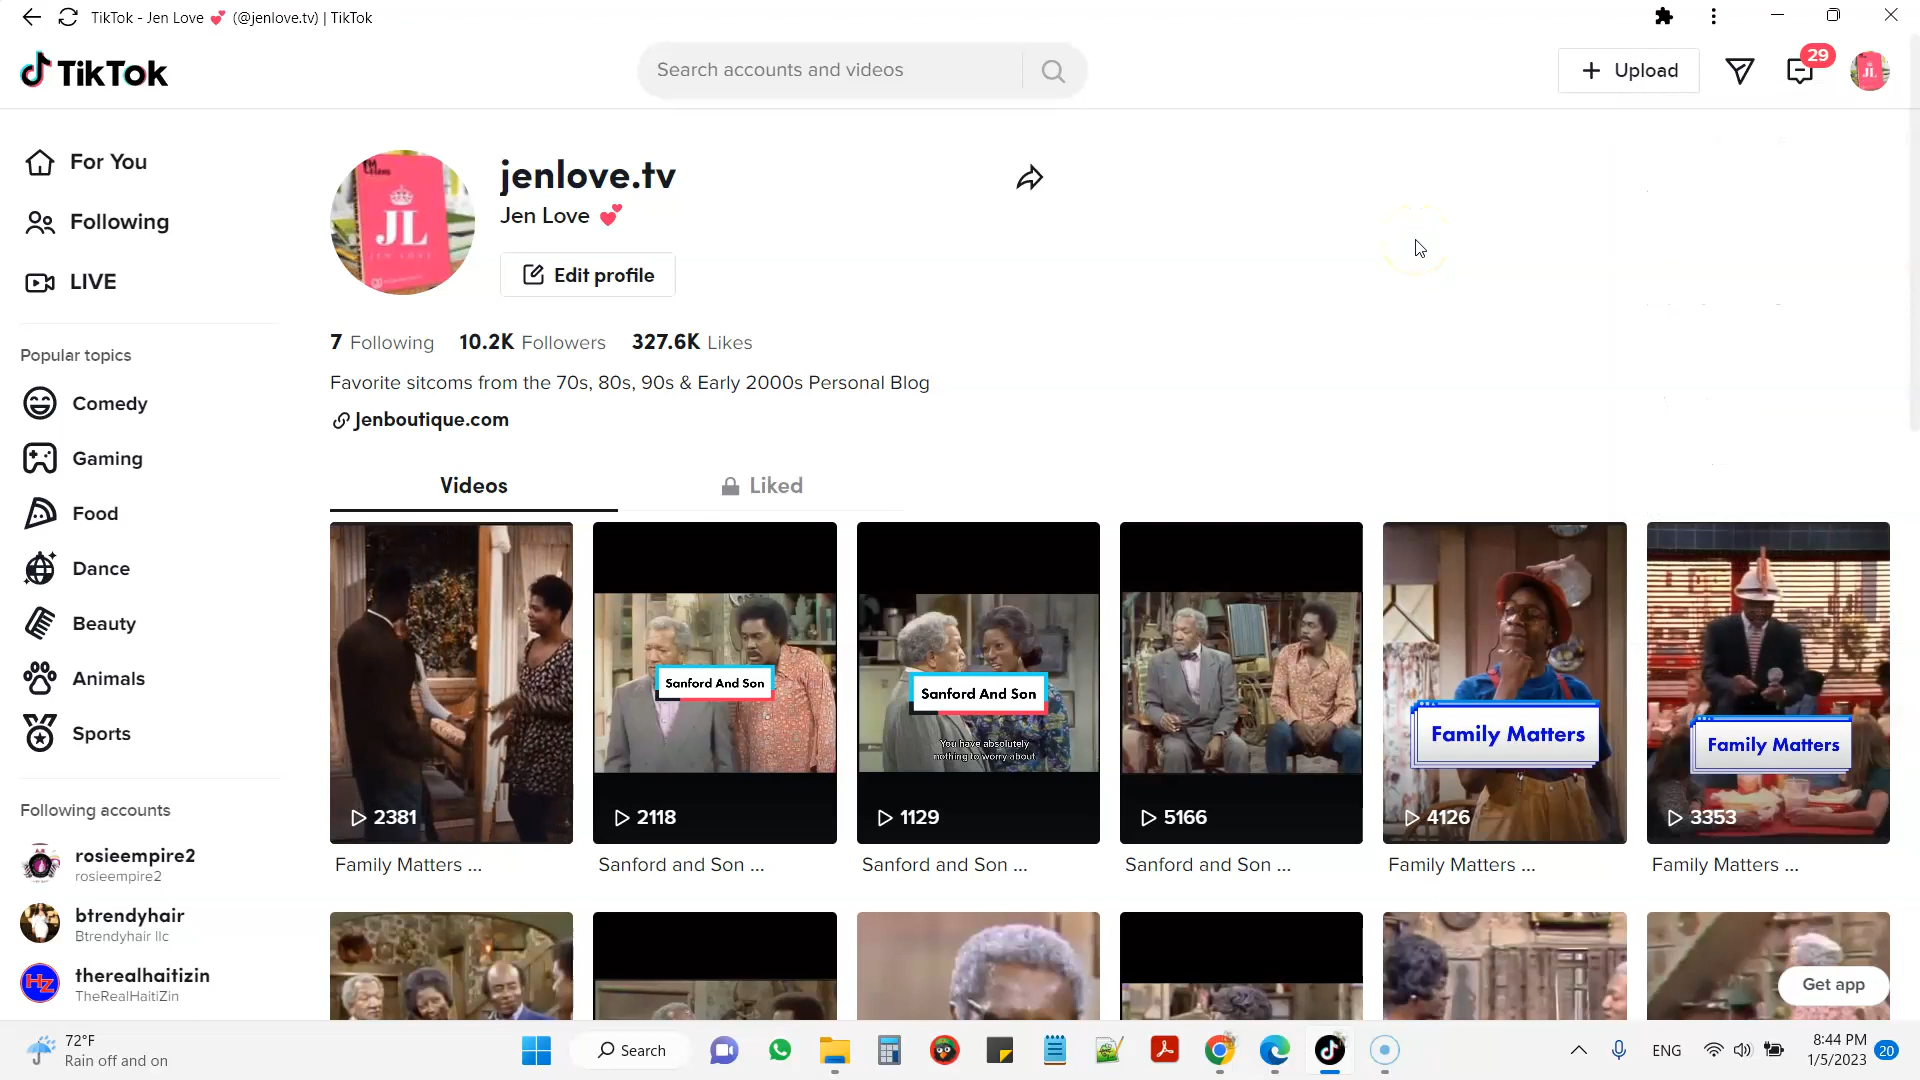 TikTok - Jen Love 💕 (@jenlove.tv) | TikTok
TikTok
Search accounts and videos
Upload
29
JL
For You
Following
LIVE
Popular topics
Comedy
Gaming
Food
Dance
Beauty
Animals
Sports
Following accounts
rosieempire2
rosieempire2
btrendyhair
Btrendyhair llc
HZ
therealhaitizin
TheRealHaitiZin
JL
JEN LOVE
jenlove.tv
Jen Love 💕
Edit profile
7 Following 10.2K Followers 327.6K Likes
Favorite sitcoms from the 70s, 80s, 90s & Early 2000s Personal Blog
Jenboutique.com
Videos
Liked
2381
Family Matters ...
Sanford And Son
2118
Sanford and Son ...
Sanford And Son
You have absolutely
nothing to worry about
1129
Sanford and Son ...
5166
Sanford and Son ...
Family Matters
4126
Family Matters ...
Family Matters
3353
Family Matters ...
Get app
72°F
Rain off and on
Search
ENG
8:44 PM
1/5/2023
20